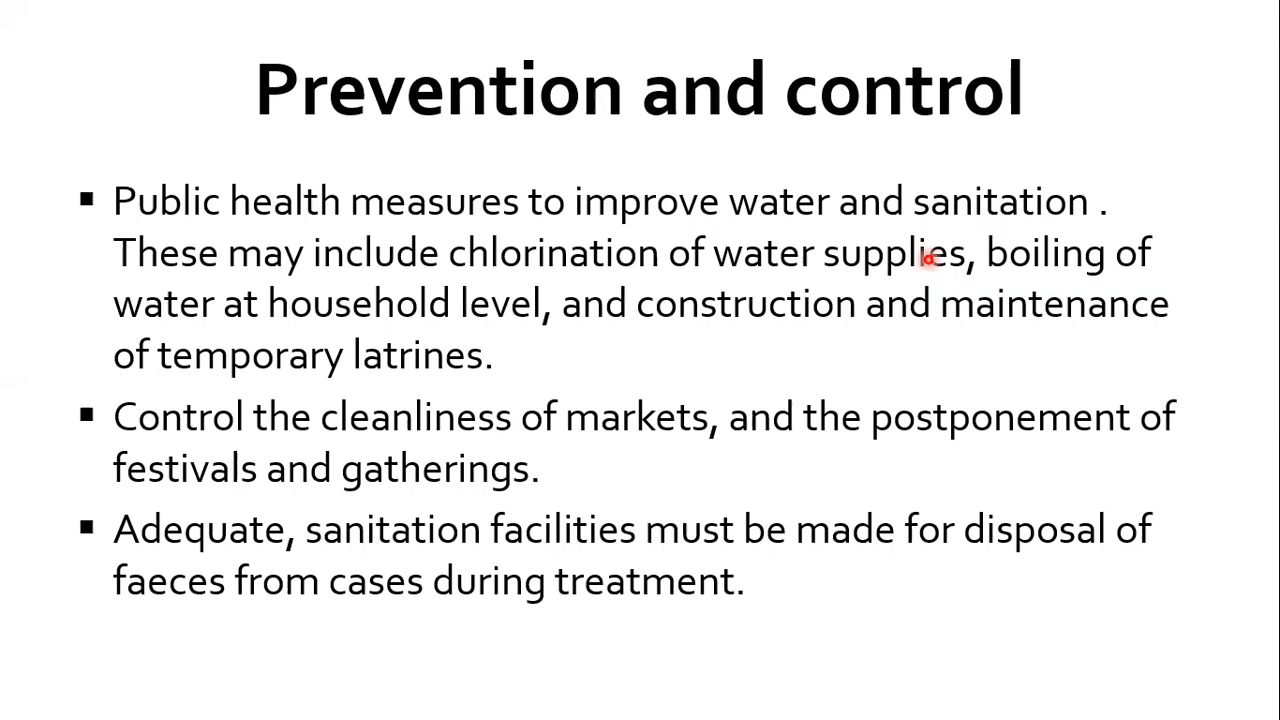 Prevention and control
▪ Public health measures to improve water and sanitation .
These may include chlorination of water supplies, boiling of
water at household level, and construction and maintenance
of temporary latrines.
▪ Control the cleanliness of markets, and the postponement of
festivals and gatherings.
▪ Adequate, sanitation facilities must be made for disposal of
faeces from cases during treatment.